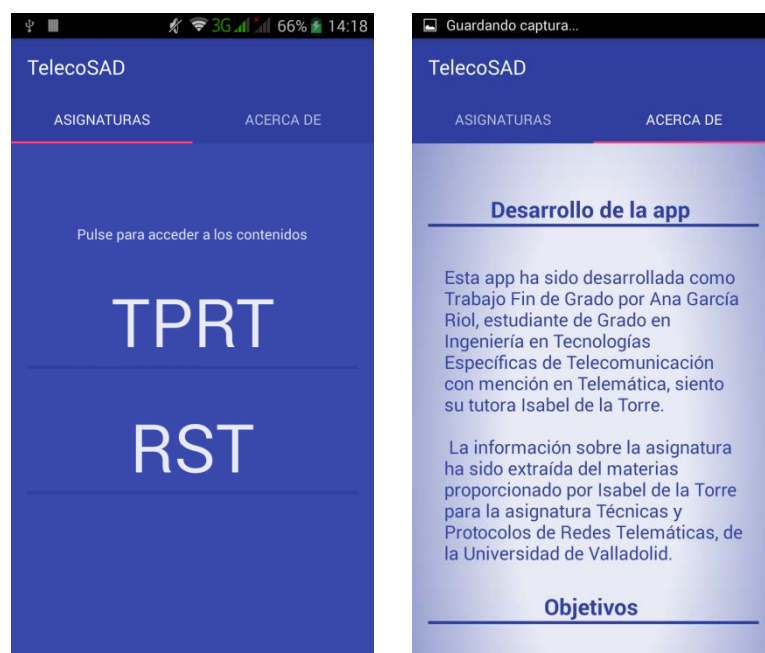 3G 66% 14:18
TelecoSAD
ASIGNATURAS ACERCA DE
Pulse para acceder a los contenidos
TPRT
RST
Guardando captura...
TelecoSAD
ASIGNATURAS ACERCA DE
Desarrollo de la app
Esta app ha sido desarrollada como
Trabajo Fin de Grado por Ana García
Riol, estudiante de Grado en
Ingeniería en Tecnologías
Específicas de Telecomunicación
con mención en Telemática, siento
su tutora Isabel de la Torre.
La información sobre la asignatura
ha sido extraída del materias
proporcionado por Isabel de la Torre
para la asignatura Técnicas y
Protocolos de Redes Telemáticas, de
la Universidad de Valladolid.
Objetivos